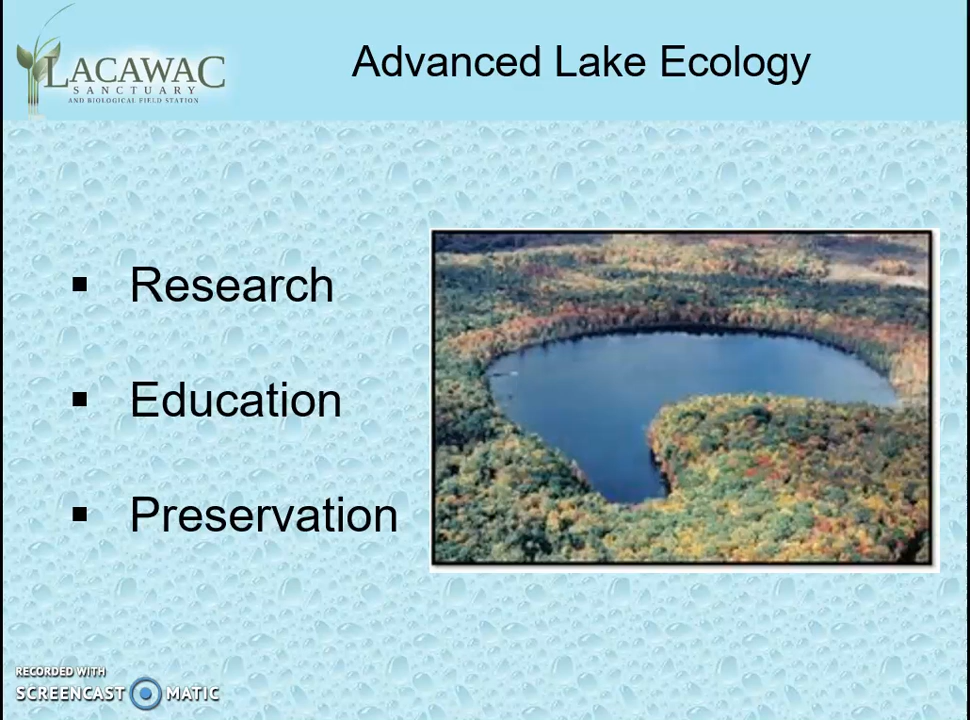 LACAWAC
SANCTUARY
AND BIOLOGICAL FIELD STATION
Advanced Lake Ecology
▪ Research
▪ Education
▪ Preservation
RECORDED WITH
SCREENCAST MATIC